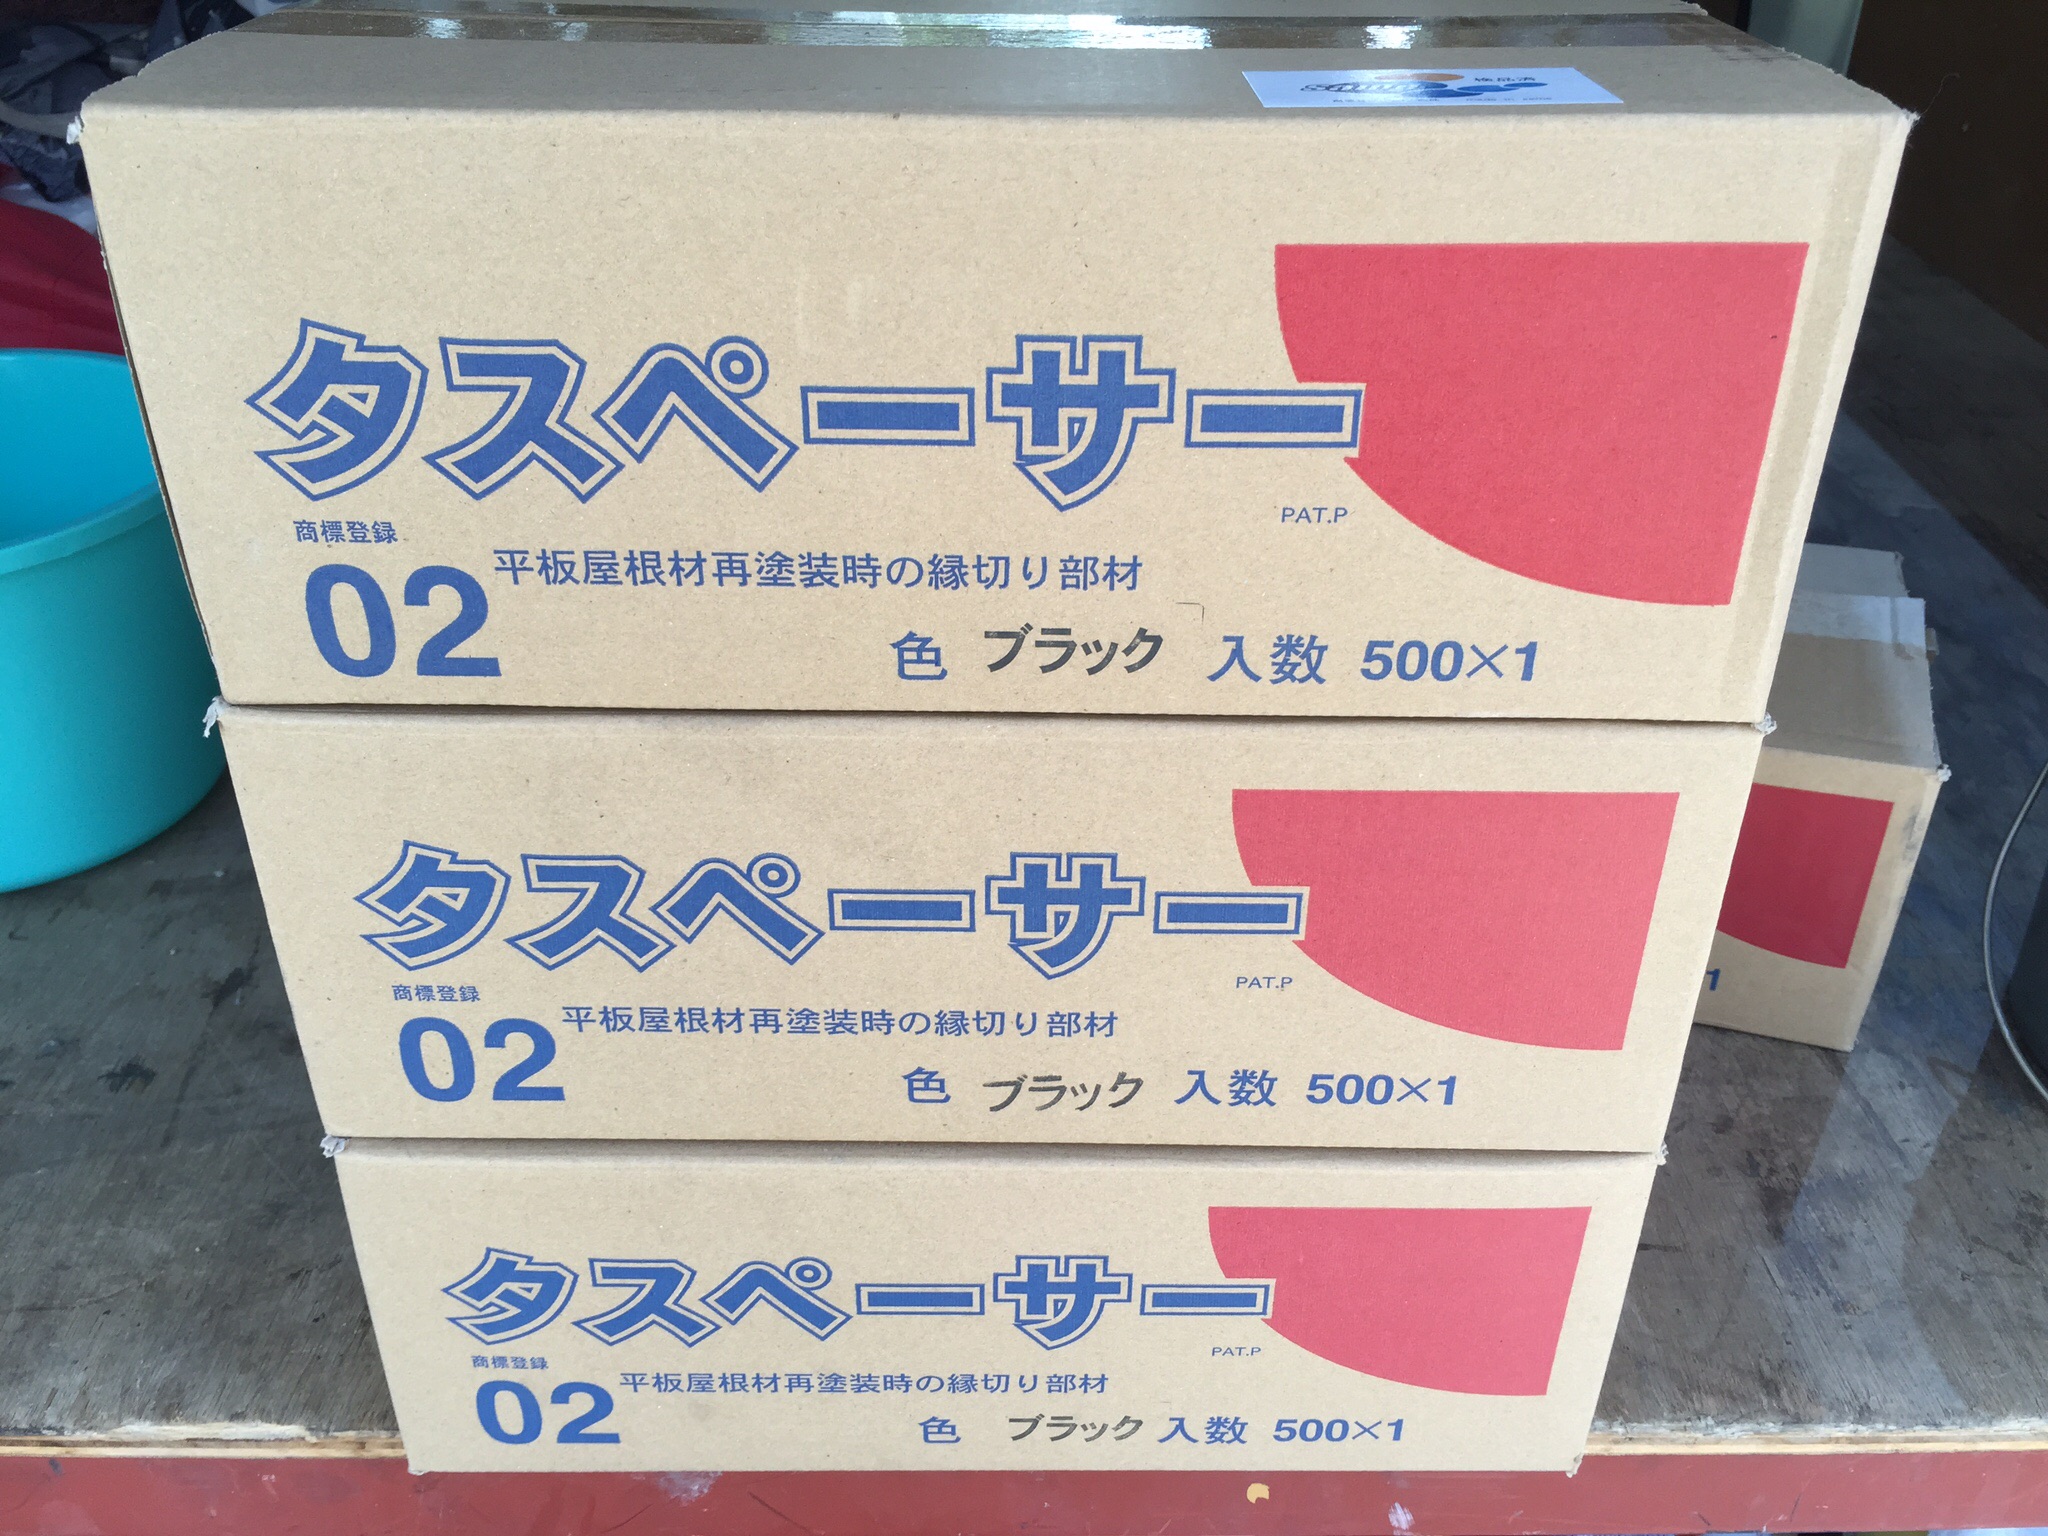 検品済
タスペーサー
PAT.P
商標登録
02 平板屋根材再塗装時の縁切り部材
色 ブラック 入数 500×1
タスペーサー
PAT.P
商標登録
02 平板屋根材再塗装時の縁切り部材
色 ブラック 入数 500×1
タスペーサー
PAT.P
商標登録
02 平板屋根材再塗装時の縁切り部材
色 ブラック 入数 500×1
1